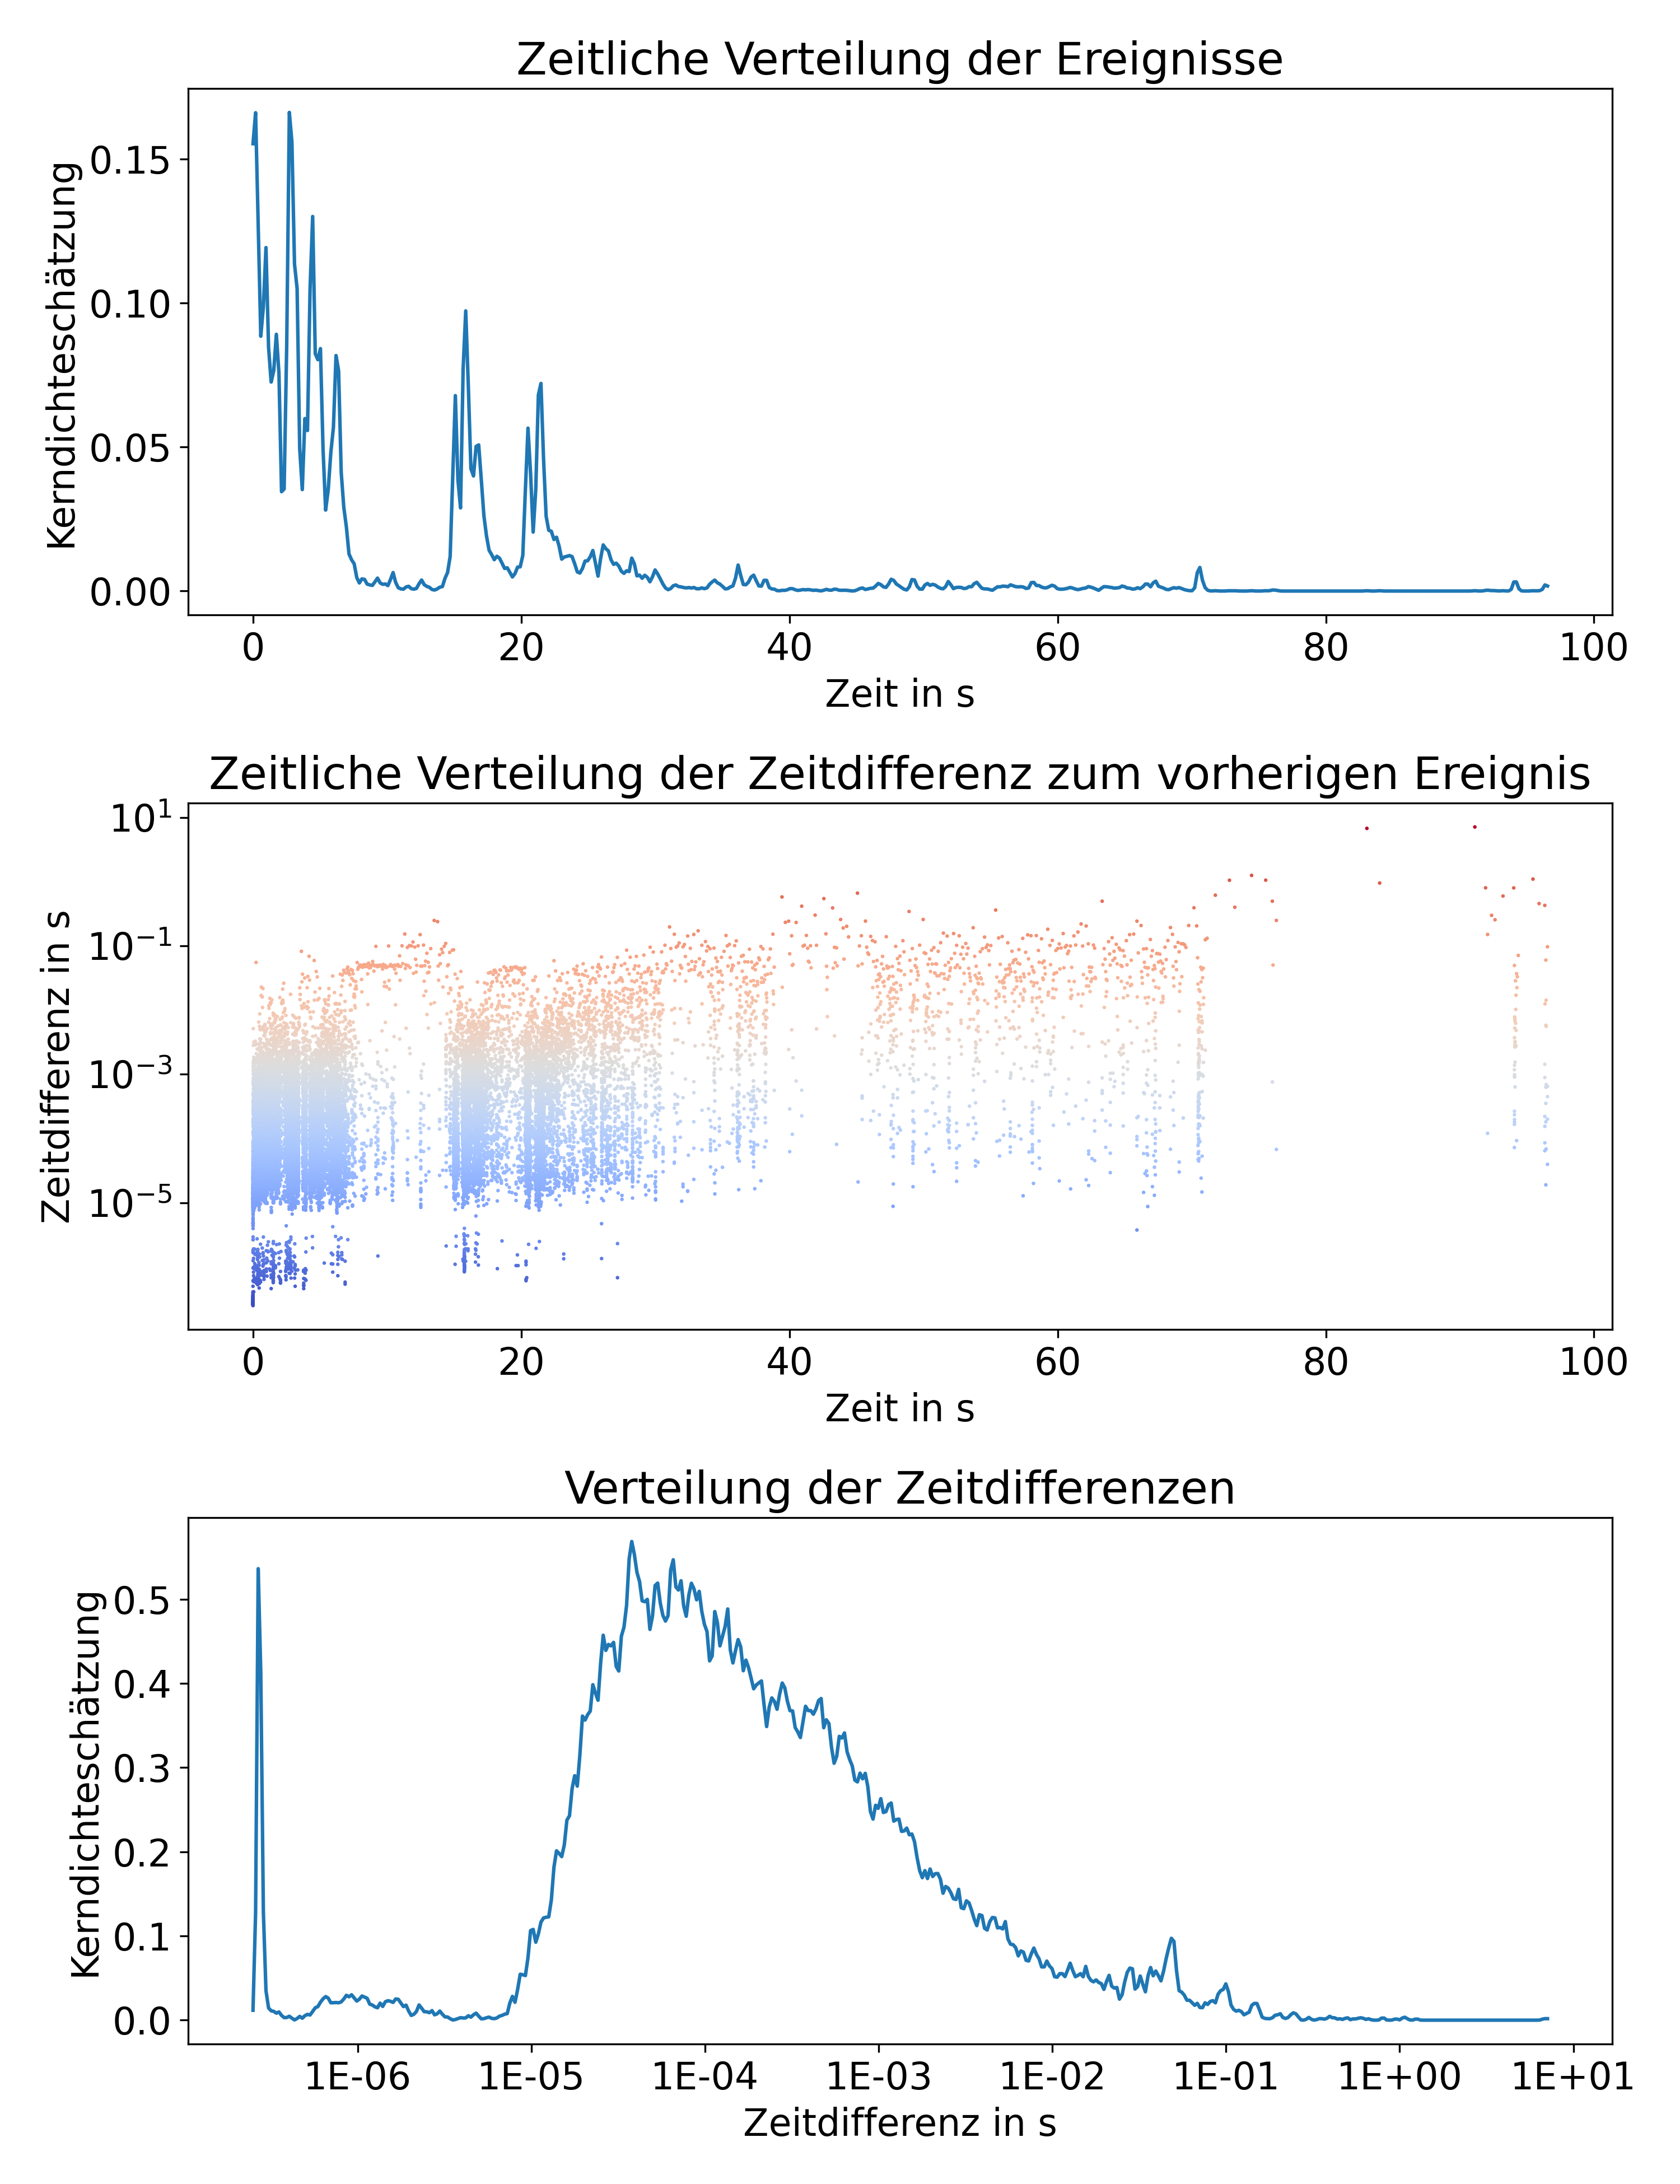 Zeitliche Verteilung der Ereignisse
Kerndichteschätzung
0.15
0.10
0.05
0.00
0 20 40 60 80 100
Zeit in s
Zeitliche Verteilung der Zeitdifferenz zum vorherigen Ereignis
Zeitdifferenz in s
10¹
10⁻¹
10⁻³
10⁻⁵
0 20 40 60 80 100
Zeit in s
Verteilung der Zeitdifferenzen
Kerndichteschätzung
0.5
0.4
0.3
0.2
0.1
0.0
1E-06 1E-05 1E-04 1E-03 1E-02 1E-01 1E+00 1E+01
Zeitdifferenz in s